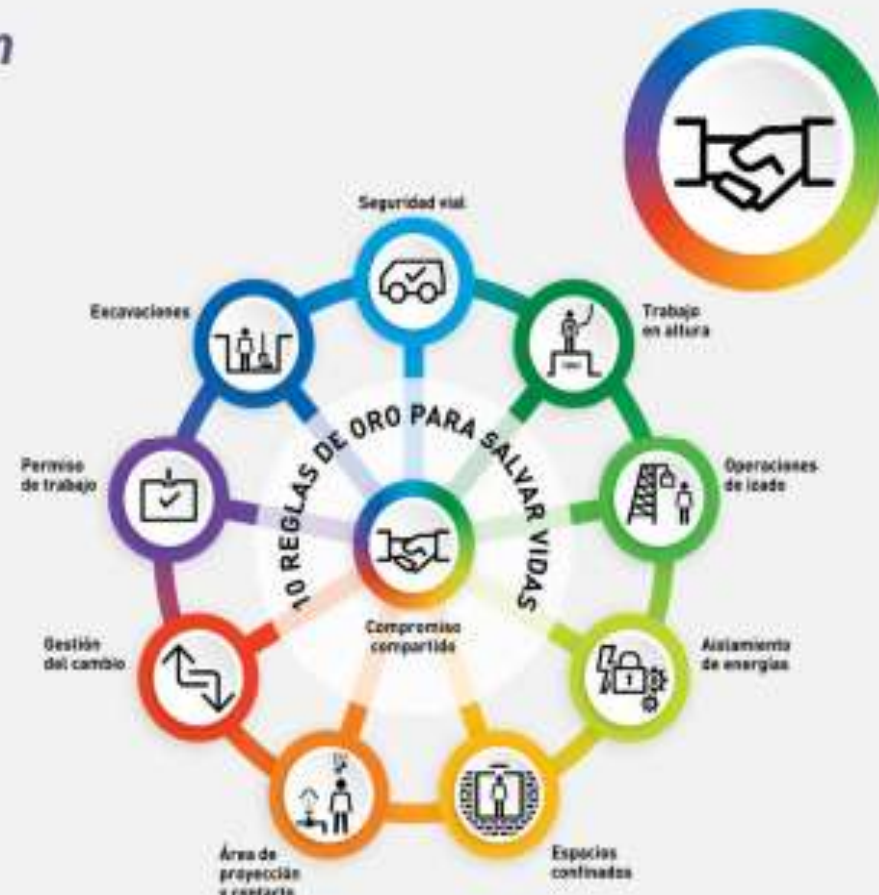 n
Seguridad vial
Trabajo
en altura
Operaciones
de izado
Aislamiento
de energías
Espacios
confinados
Área de
proyección
y contacto
Gestión
del cambio
Permiso
de trabajo
Excavaciones
10 REGLAS DE ORO PARA SALVAR VIDAS
Compromiso
compartido